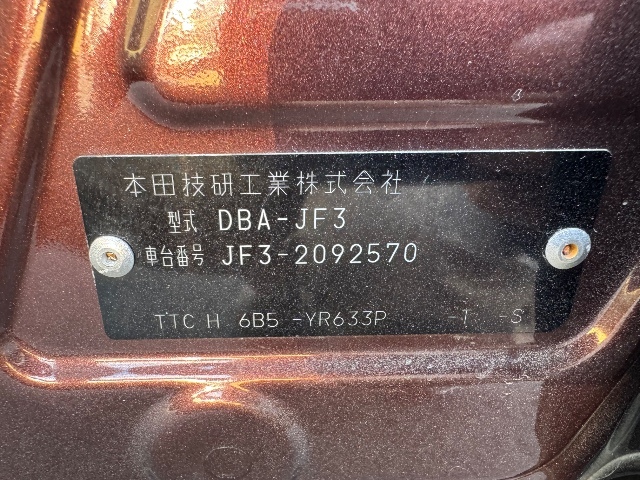 本田技研工業株式会社
型式 DBA-JF3
車台番号 JF3-2092570
TTC H 6B5 -YR633P -1 -S